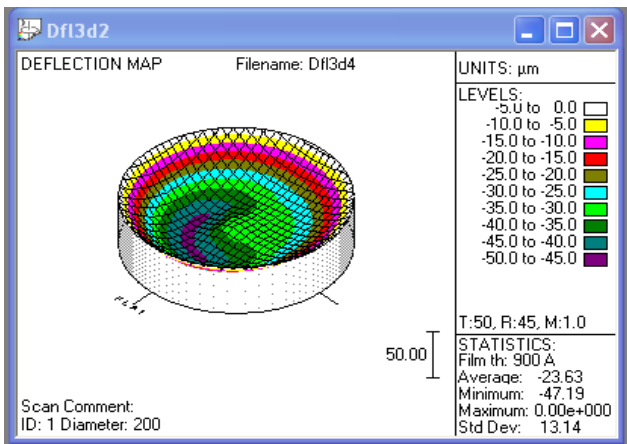 Dfl3d2
DEFLECTION MAP
Filename: Dfl3d4
UNITS: µm
LEVELS:
-5.0 to 0.0
-10.0 to -5.0
-15.0 to -10.0
-20.0 to -15.0
-25.0 to -20.0
-30.0 to -25.0
-35.0 to -30.0
-40.0 to -35.0
-45.0 to -40.0
-50.0 to -45.0
FLAT
50.00
T:50, R:45, M:1.0
STATISTICS:
Film th: 900 A
Average: -23.63
Minimum: -47.19
Maximum: 0.00e+000
Std Dev: 13.14
Scan Comment:
ID: 1 Diameter: 200